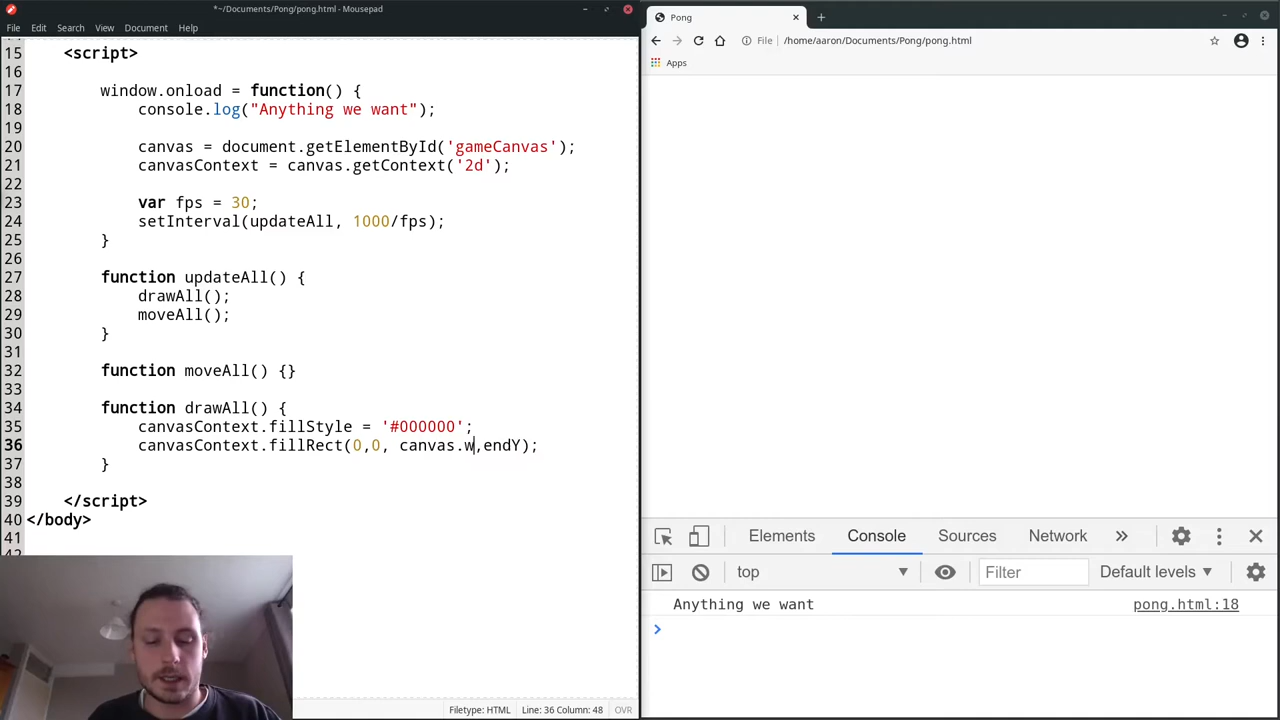 *~/Documents/Pong/pong.html - Mousepad
File Edit Search View Document Help
15 <script>
16
17 window.onload = function() {
18 console.log("Anything we want");
19
20 canvas = document.getElementById('gameCanvas');
21 canvasContext = canvas.getContext('2d');
22
23 var fps = 30;
24 setInterval(updateAll, 1000/fps);
25 }
26
27 function updateAll() {
28 drawAll();
29 moveAll();
30 }
31
32 function moveAll() {}
33
34 function drawAll() {
35 canvasContext.fillStyle = '#000000';
36 canvasContext.fillRect(0,0, canvas.w,endY);
37 }
38
39 </script>
40 </body>
41
Filetype: HTML Line: 36 Column: 48 OVR
Pong
File /home/aaron/Documents/Pong/pong.html
Apps
Elements Console Sources Network
top Filter Default levels
Anything we want pong.html:18